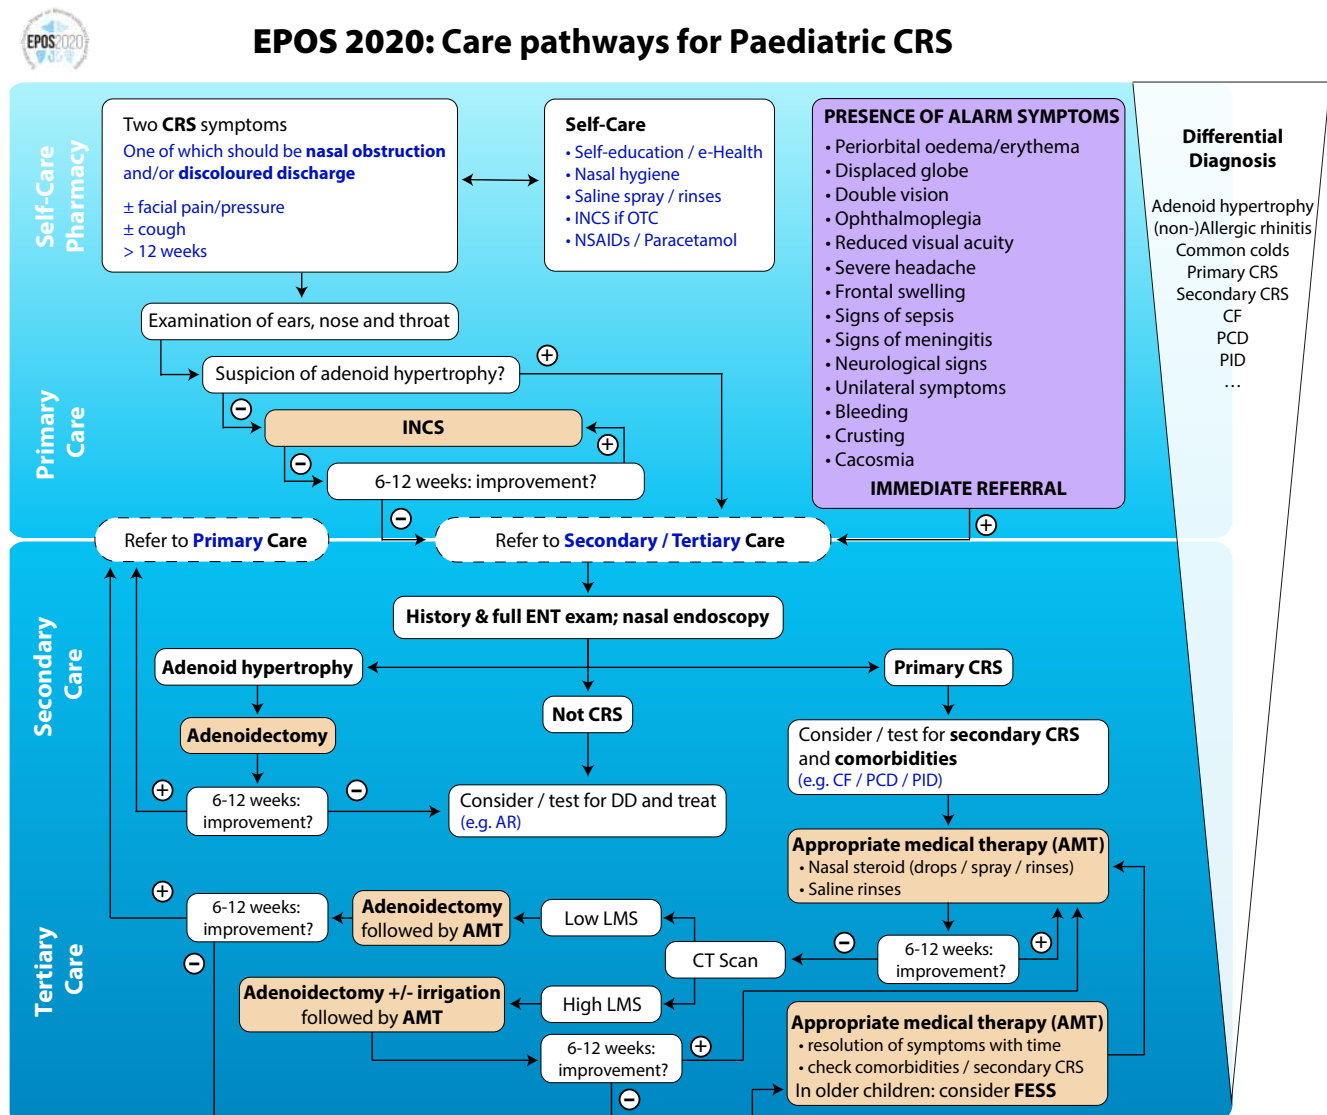 EPOS2020
EPOS 2020: Care pathways for Paediatric CRS
Self-Care
Pharmacy
Two CRS symptoms
One of which should be nasal obstruction
and/or discoloured discharge
± facial pain/pressure
± cough
> 12 weeks
Self-Care
• Self-education / e-Health
• Nasal hygiene
• Saline spray / rinses
• INCS if OTC
• NSAIDs / Paracetamol
PRESENCE OF ALARM SYMPTOMS
• Periorbital oedema/erythema
• Displaced globe
• Double vision
• Ophthalmoplegia
• Reduced visual acuity
• Severe headache
• Frontal swelling
• Signs of sepsis
• Signs of meningitis
• Neurological signs
• Unilateral symptoms
• Bleeding
• Crusting
• Cacosmia
IMMEDIATE REFERRAL
+
Differential
Diagnosis
Adenoid hypertrophy
(non-)Allergic rhinitis
Common colds
Primary CRS
Secondary CRS
CF
PCD
PID
...
Primary
Care
Examination of ears, nose and throat
Suspicion of adenoid hypertrophy?
+
−
INCS
−
+
6-12 weeks: improvement?
−
Refer to Primary Care
Refer to Secondary / Tertiary Care
Secondary
Care
History & full ENT exam; nasal endoscopy
Adenoid hypertrophy
Not CRS
Primary CRS
Adenoidectomy
+
6-12 weeks:
improvement?
−
Consider / test for DD and treat
(e.g. AR)
Consider / test for secondary CRS
and comorbidities
(e.g. CF / PCD / PID)
Appropriate medical therapy (AMT)
• Nasal steroid (drops / spray / rinses)
• Saline rinses
Tertiary
Care
−
6-12 weeks:
improvement?
+
CT Scan
Low LMS
Adenoidectomy
followed by AMT
+
6-12 weeks:
improvement?
−
High LMS
Adenoidectomy +/- irrigation
followed by AMT
6-12 weeks:
improvement?
+
−
Appropriate medical therapy (AMT)
• resolution of symptoms with time
• check comorbidities / secondary CRS
In older children: consider FESS